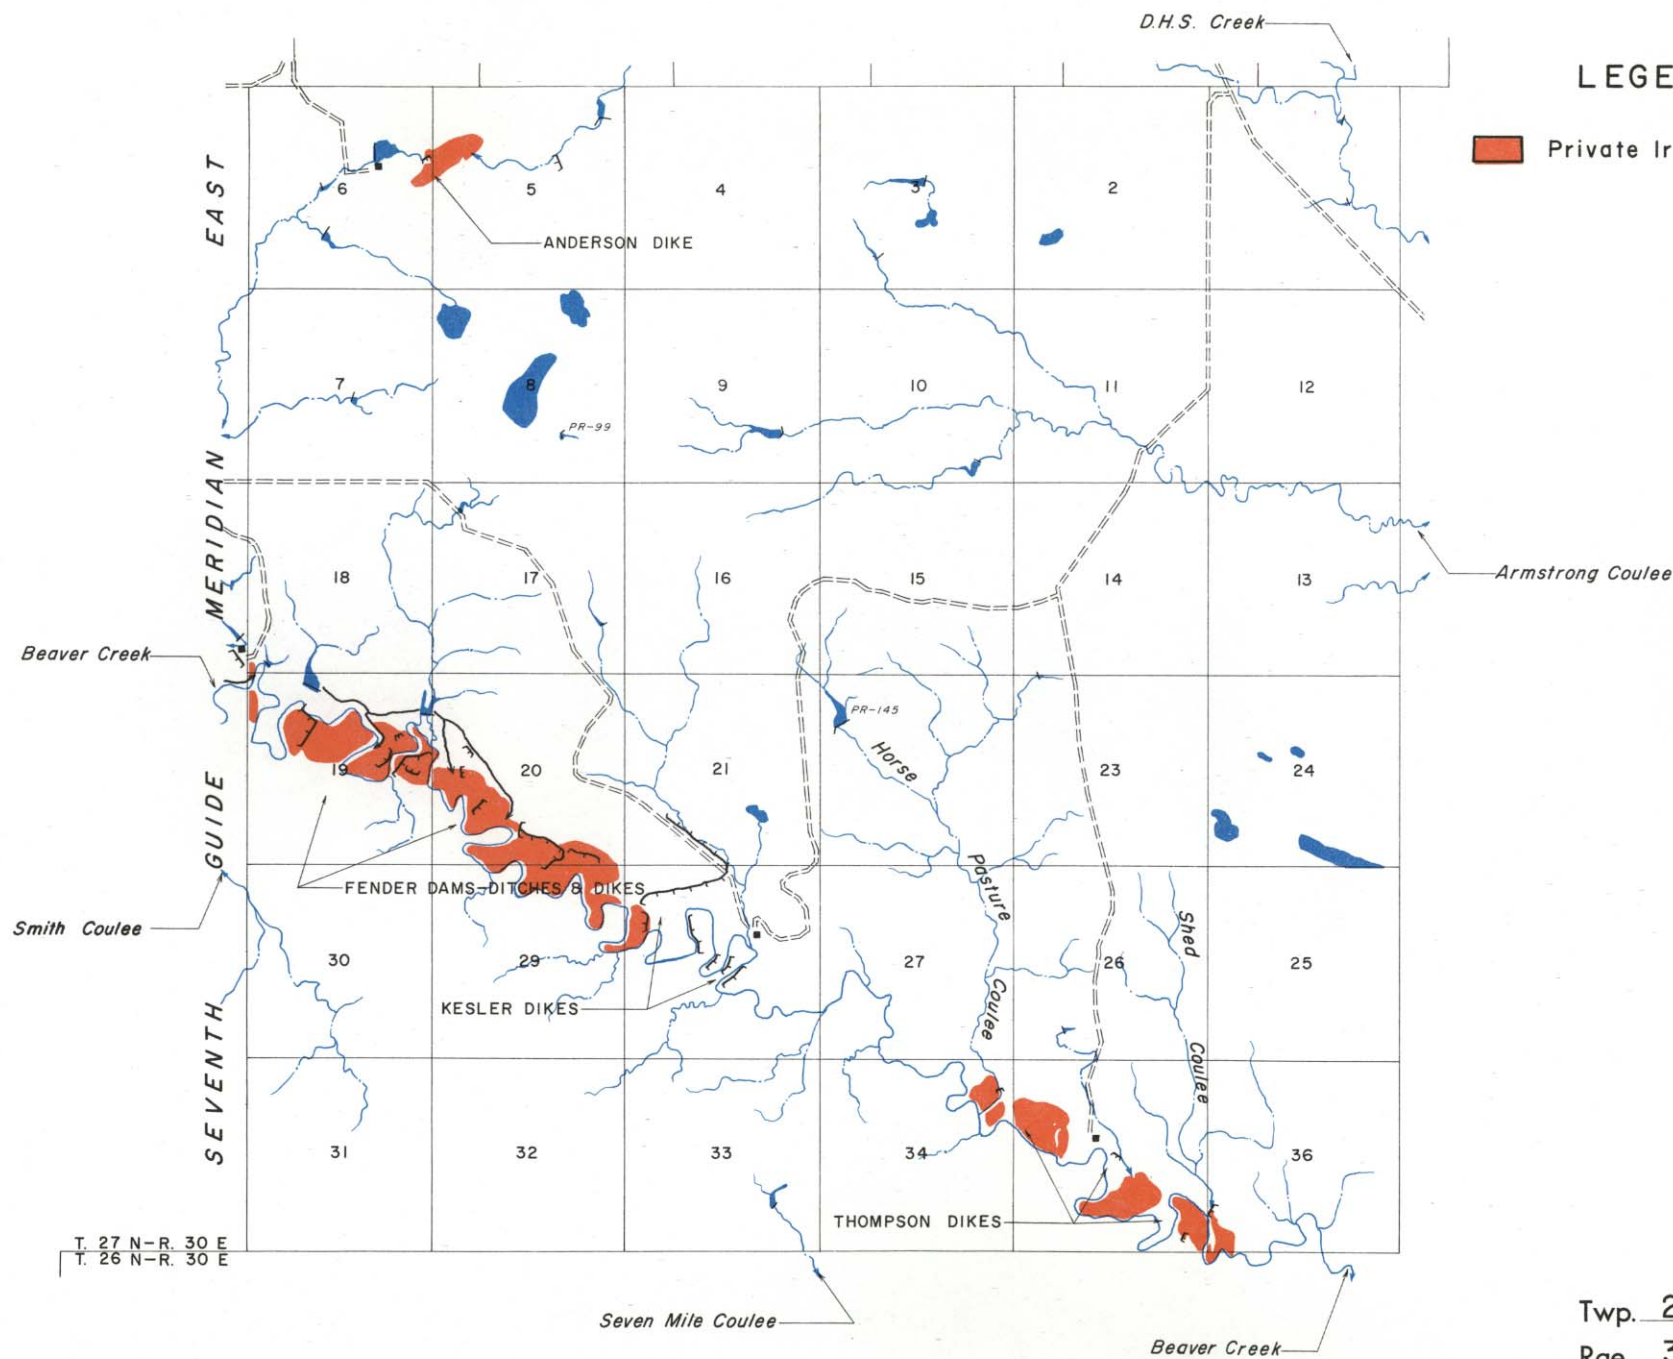 D.H.S. Creek
LEGE
Private Ir
EAST
6
5
4
3
2
ANDERSON DIKE
7
8
9
10
11
12
PR-99
MERIDIAN
18
17
16
15
14
13
Armstrong Coulee
Beaver Creek
PR-145
Horse
19
20
21
23
24
GUIDE
FENDER DAMS-DITCHES & DIKES
Pasture
Smith Coulee
Shed
30
29
27
26
25
KESLER DIKES
Coulee
Coulee
SEVENTH
31
32
33
34
36
THOMPSON DIKES
T. 27 N-R. 30 E
T. 26 N-R. 30 E
Seven Mile Coulee
Beaver Creek
Twp. 2
Rge. 3